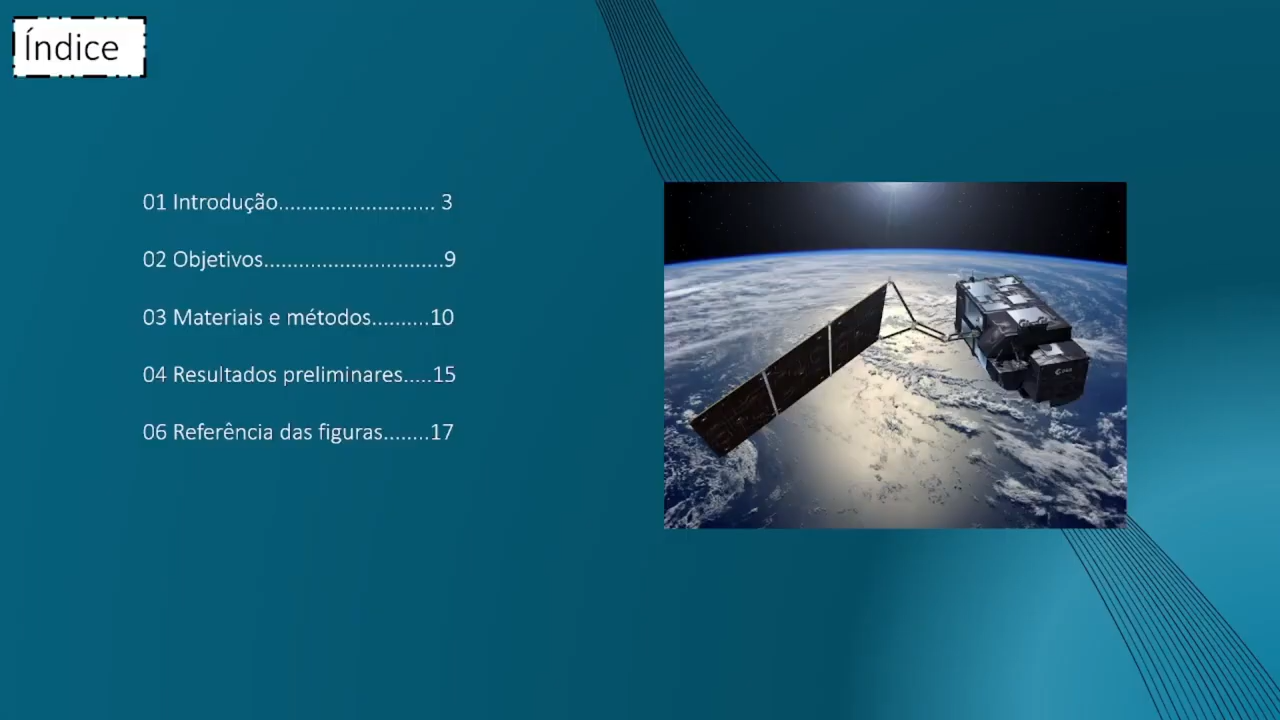 Índice
01 Introdução........................... 3
02 Objetivos...............................9
03 Materiais e métodos..........10
04 Resultados preliminares.....15
06 Referência das figuras........17